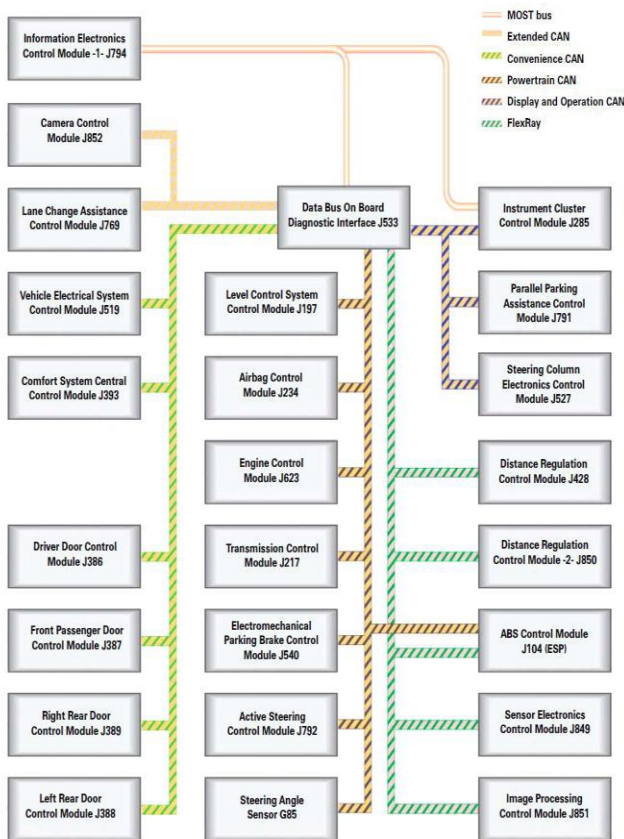 Information Electronics
Control Module -1- J794
MOST bus
Extended CAN
Convenience CAN
Powertrain CAN
Display and Operation CAN
FlexRay
Camera Control
Module J852
Lane Change Assistance
Control Module J769
Data Bus On Board
Diagnostic Interface J533
Instrument Cluster
Control Module J285
Vehicle Electrical System
Control Module J519
Level Control System
Control Module J197
Parallel Parking
Assistance Control
Module J791
Comfort System Central
Control Module J393
Airbag Control
Module J234
Steering Column
Electronics Control
Module J527
Engine Control
Module J623
Distance Regulation
Control Module J428
Driver Door Control
Module J386
Transmission Control
Module J217
Distance Regulation
Control Module -2- J850
Front Passenger Door
Control Module J387
Electromechanical
Parking Brake Control
Module J540
ABS Control Module
J104 (ESP)
Right Rear Door
Control Module J389
Active Steering
Control Module J792
Sensor Electronics
Control Module J849
Left Rear Door
Control Module J388
Steering Angle
Sensor G85
Image Processing
Control Module J851